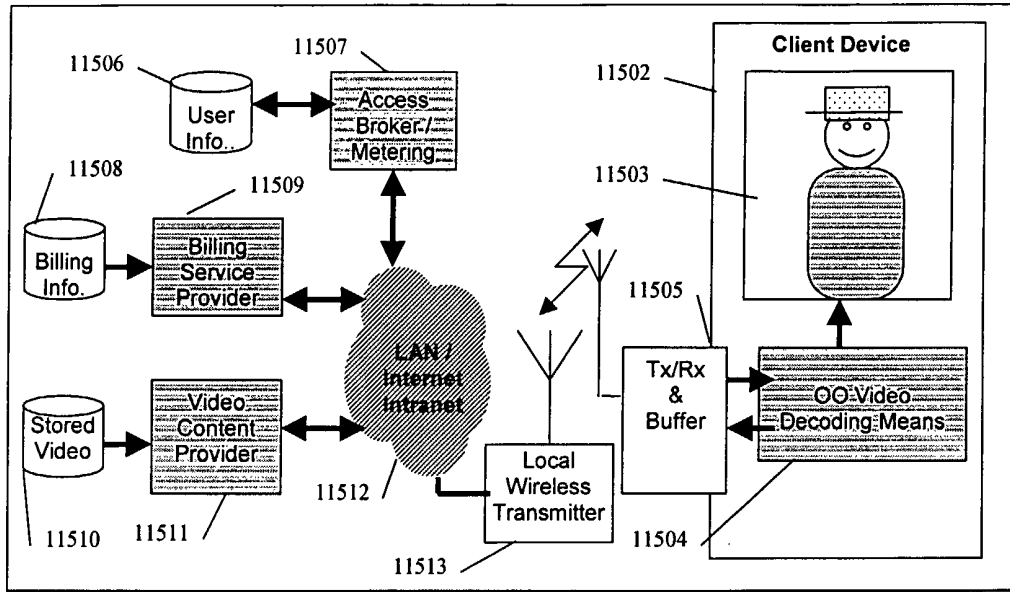 11506
11507
Client Device
11502
User
Info..
Access
Broker /
Metering
11508
11509
11503
Billing
Info.
Billing
Service
Provider
11505
LAN /
Internet
Intranet
Tx/Rx
&
Buffer
OO Video
Decoding Means
Stored
Video
Video
Content
Provider
Local
Wireless
Transmitter
11512
11510
11511
11513
11504